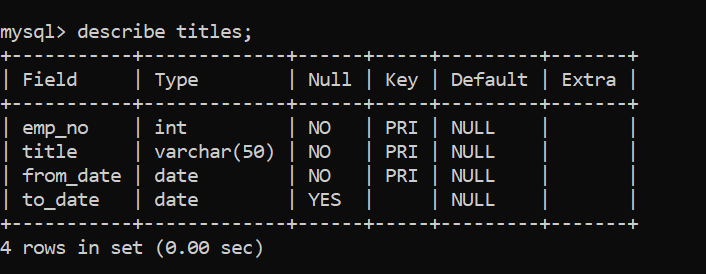 mysql> describe titles;
+-----------+-------------+------+-----+---------+-------+
| Field     | Type        | Null | Key | Default | Extra |
+-----------+-------------+------+-----+---------+-------+
| emp_no    | int         | NO   | PRI | NULL    |       |
| title     | varchar(50) | NO   | PRI | NULL    |       |
| from_date | date        | NO   | PRI | NULL    |       |
| to_date   | date        | YES  |     | NULL    |       |
+-----------+-------------+------+-----+---------+-------+
4 rows in set (0.00 sec)